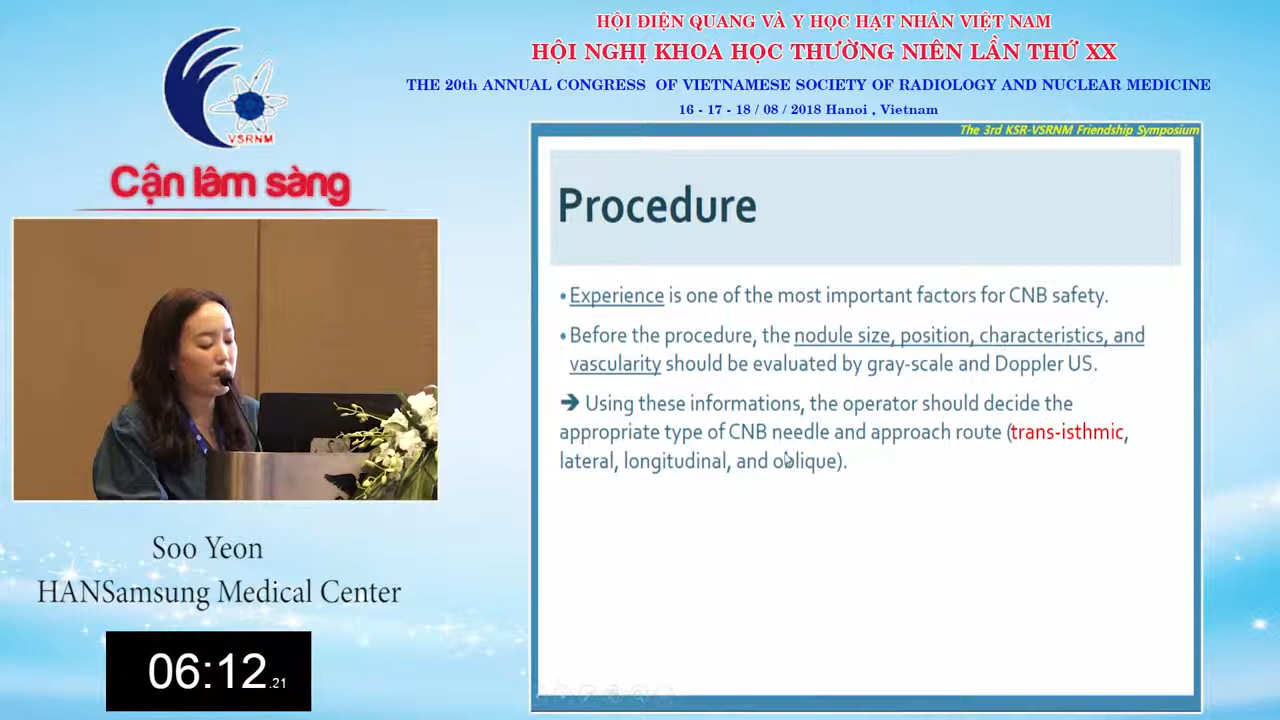 HỘI ĐIỆN QUANG VÀ Y HỌC HẠT NHÂN VIỆT NAM
HỘI NGHỊ KHOA HỌC THƯỜNG NIÊN LẦN THỨ XX
THE 20th ANNUAL CONGRESS OF VIETNAMESE SOCIETY OF RADIOLOGY AND NUCLEAR MEDICINE
16 - 17 - 18 / 08 / 2018 Hanoi , Vietnam
VSRNM
Cận lâm sàng
The 3rd KSR-VSRNM Friendship Symposium
Procedure
• Experience is one of the most important factors for CNB safety.
• Before the procedure, the nodule size, position, characteristics, and
vascularity should be evaluated by gray-scale and Doppler US.
➔ Using these informations, the operator should decide the
appropriate type of CNB needle and approach route (trans-isthmic,
lateral, longitudinal, and oblique).
Soo Yeon
HANSamsung Medical Center
06:12.21